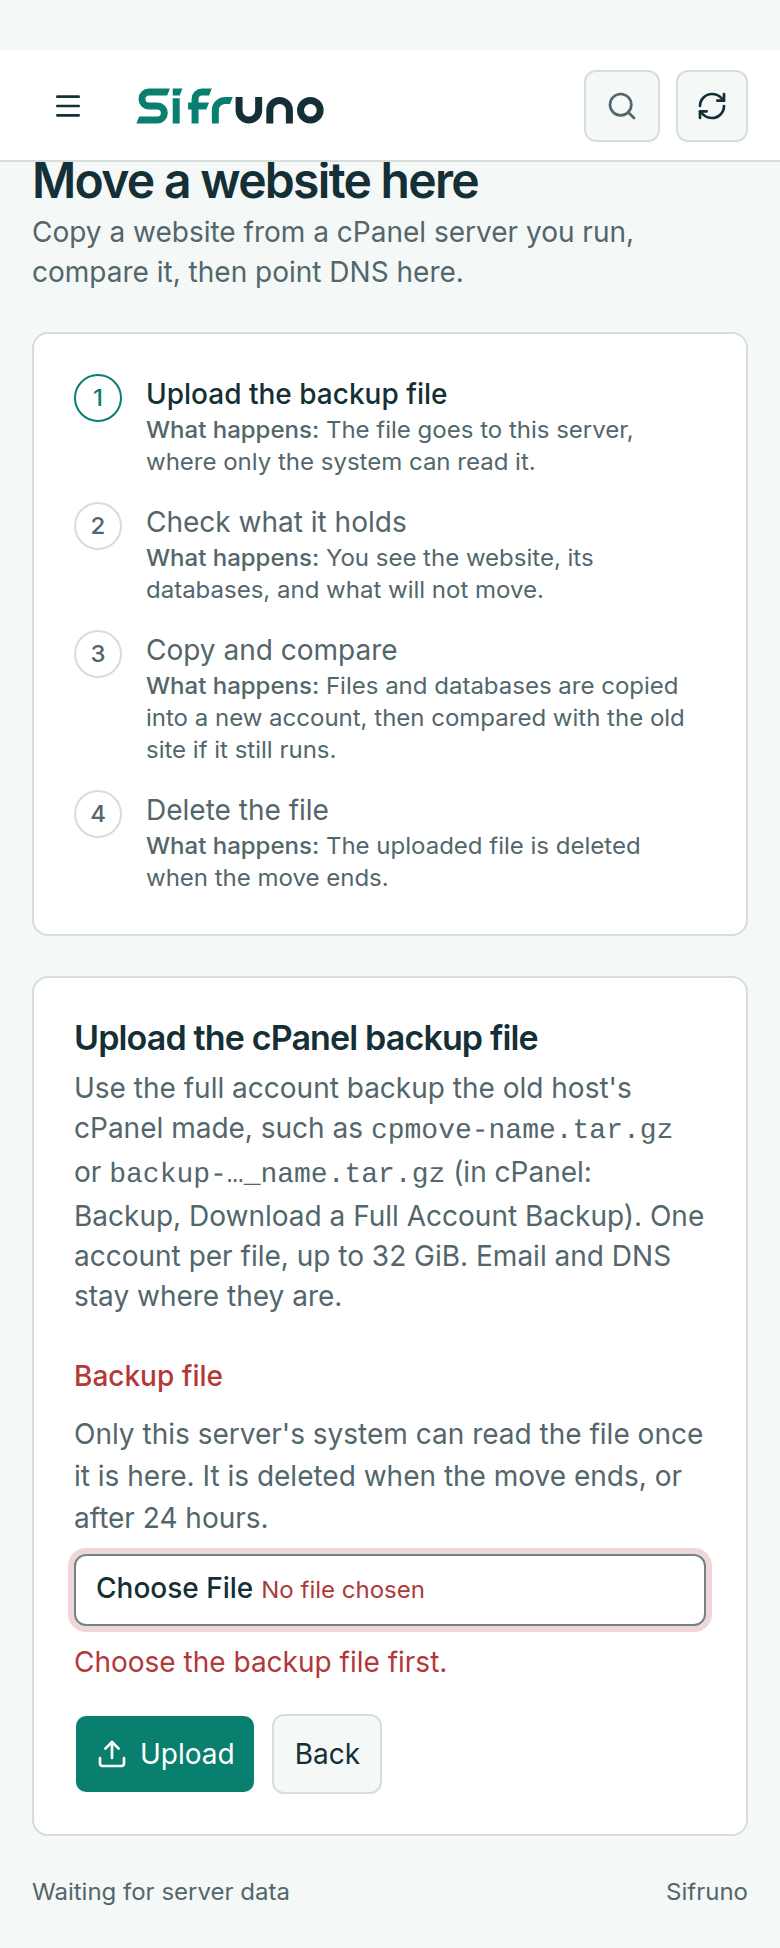 Sifruno
Move a website here
Copy a website from a cPanel server you run,
compare it, then point DNS here.
1
Upload the backup file
What happens: The file goes to this server,
where only the system can read it.
2
Check what it holds
What happens: You see the website, its
databases, and what will not move.
3
Copy and compare
What happens: Files and databases are copied
into a new account, then compared with the old
site if it still runs.
4
Delete the file
What happens: The uploaded file is deleted
when the move ends.
Upload the cPanel backup file
Use the full account backup the old host's
cPanel made, such as cpmove-name.tar.gz
or backup-…_name.tar.gz (in cPanel:
Backup, Download a Full Account Backup). One
account per file, up to 32 GiB. Email and DNS
stay where they are.
Backup file
Only this server's system can read the file once
it is here. It is deleted when the move ends, or
after 24 hours.
Choose File No file chosen
Choose the backup file first.
Upload Back
Waiting for server data Sifruno